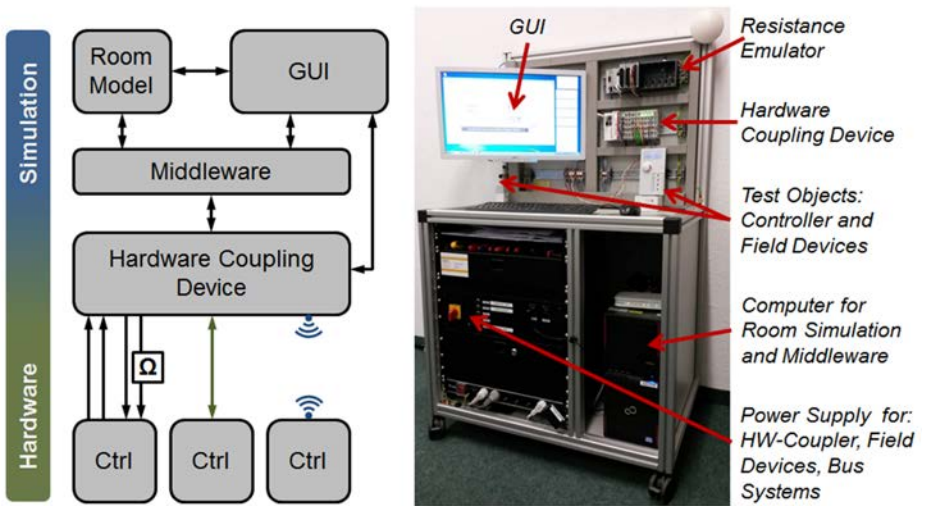 Simulation
Hardware
Room
Model
GUI
Middleware
Hardware Coupling
Device
Ω
Ctrl
Ctrl
Ctrl
GUI
Resistance
Emulator
Hardware
Coupling Device
Test Objects:
Controller and
Field Devices
Computer for
Room Simulation
and Middleware
Power Supply for:
HW-Coupler, Field
Devices, Bus
Systems